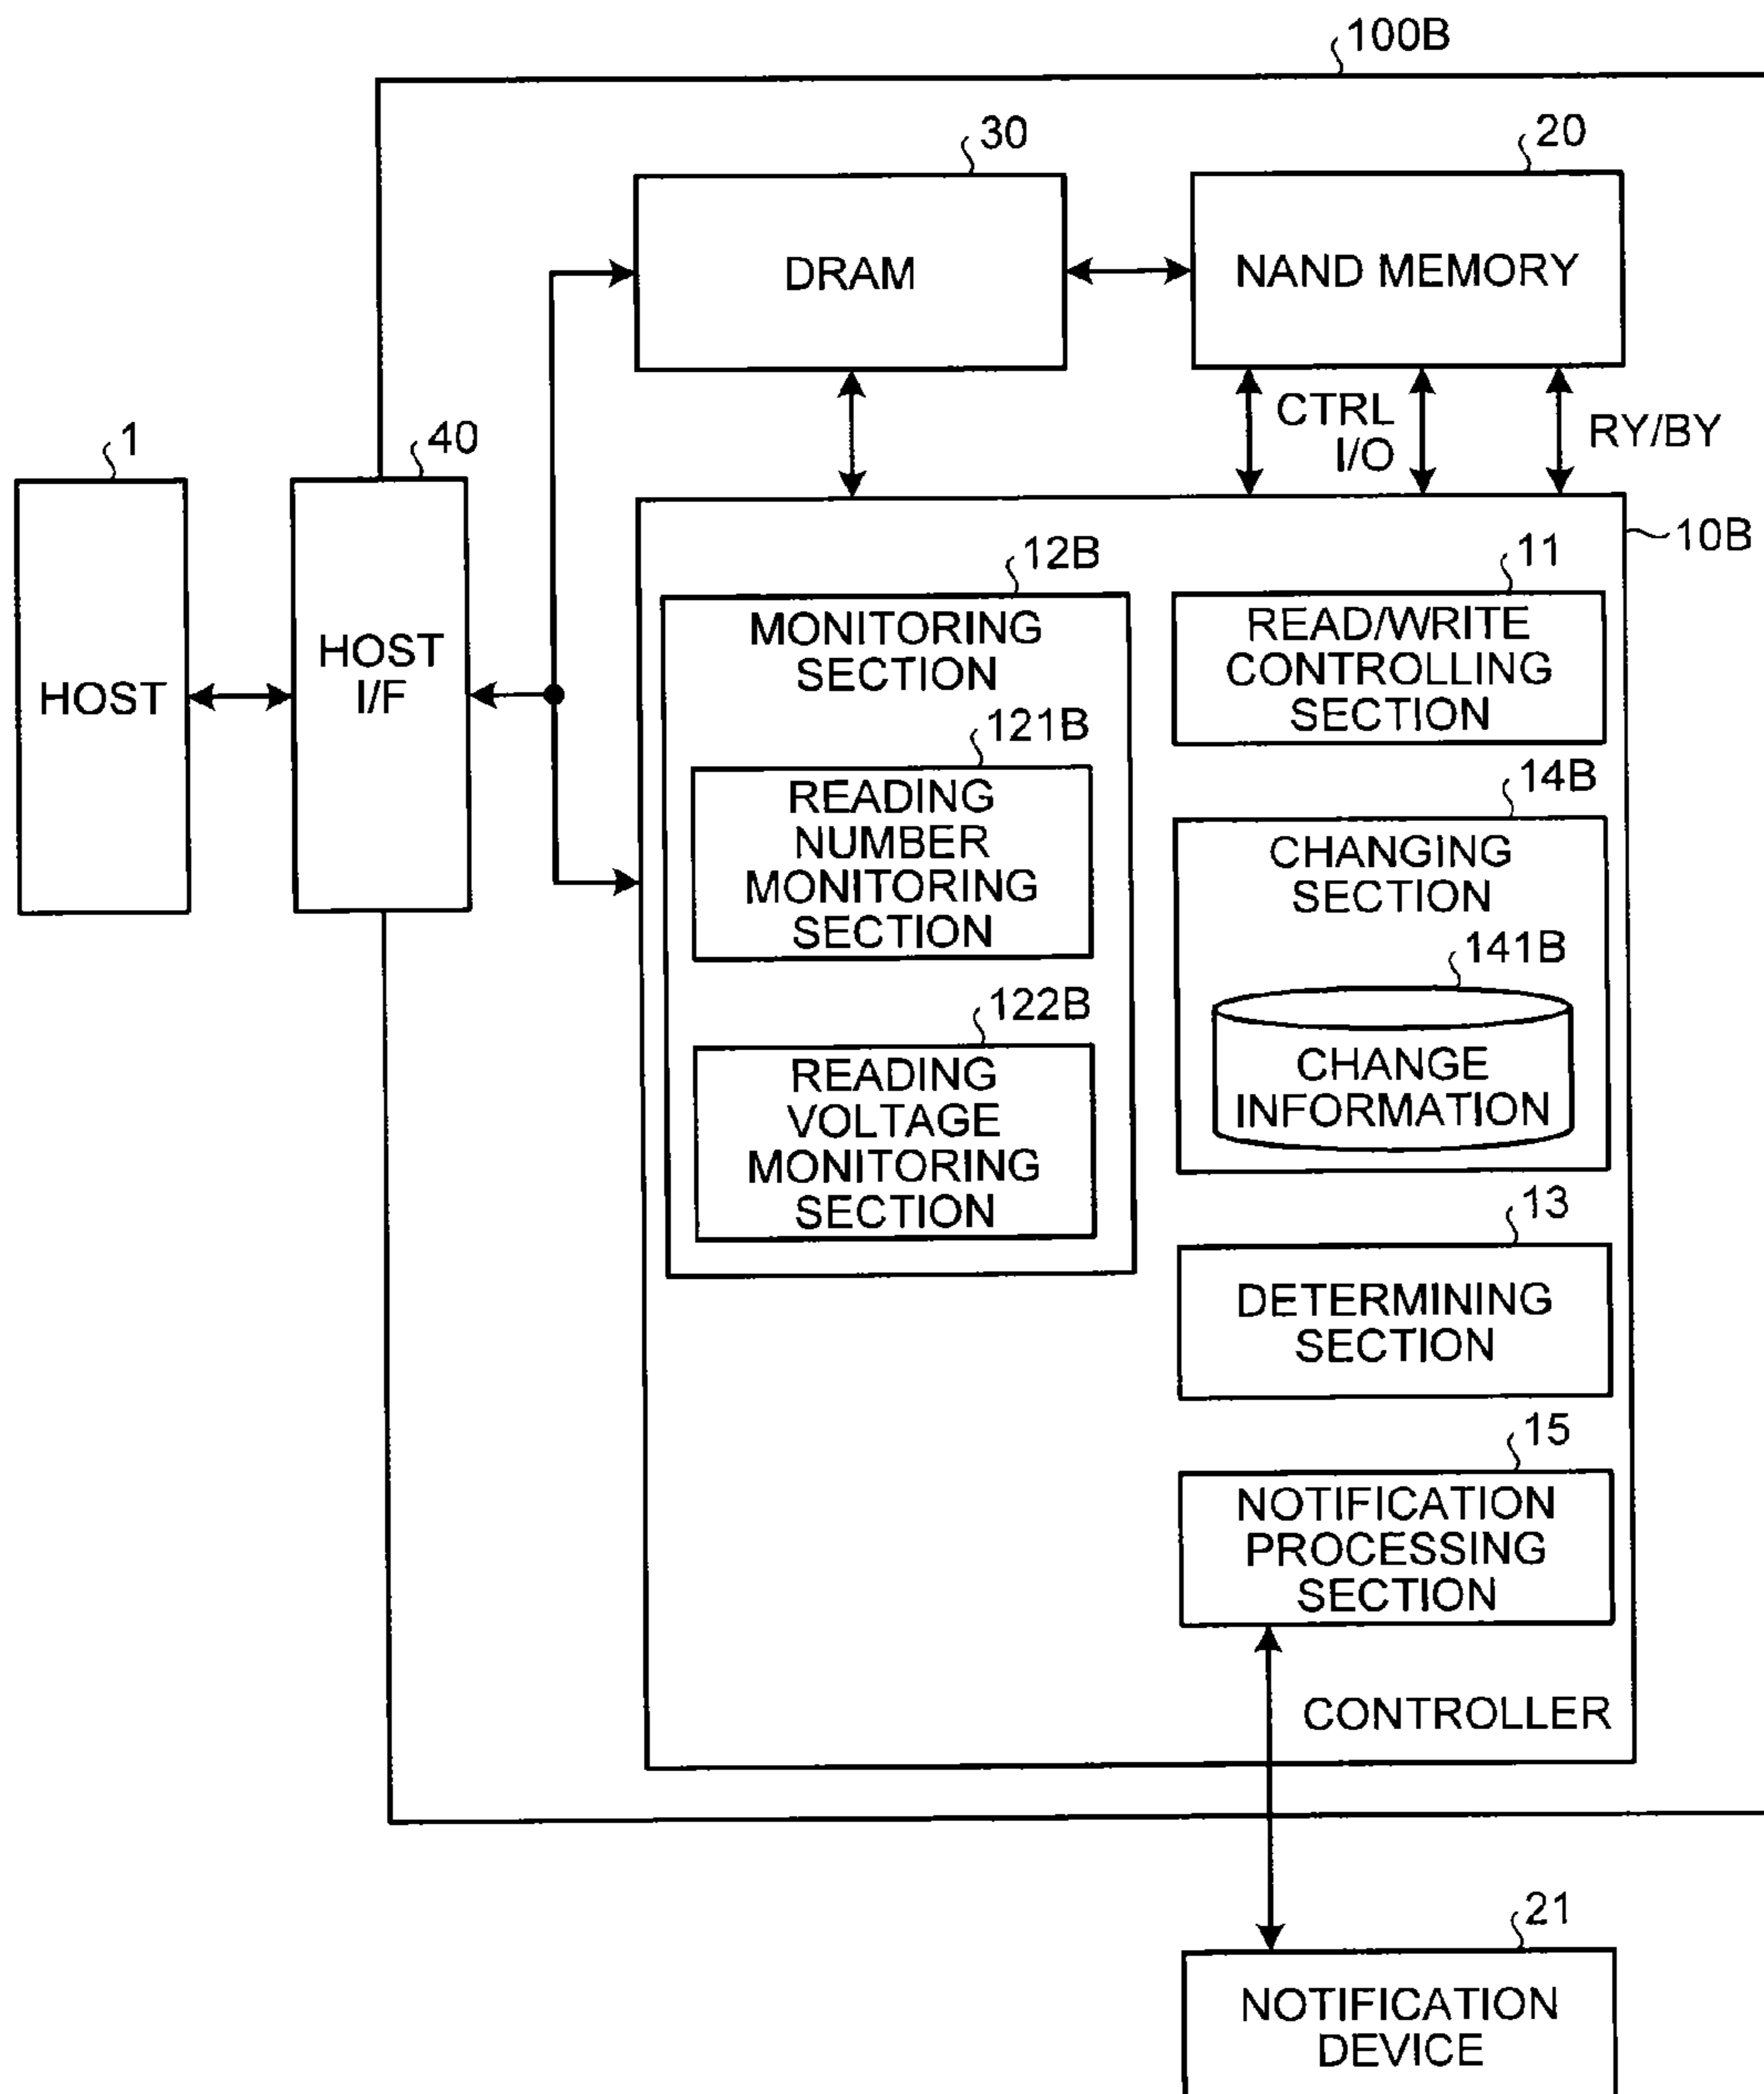 100B
30
20
DRAM
NAND MEMORY
CTRL
I/O
RY/BY
1
40
HOST
HOST
I/F
10B
12B
MONITORING
SECTION
121B
READING
NUMBER
MONITORING
SECTION
122B
READING
VOLTAGE
MONITORING
SECTION
11
READ/WRITE
CONTROLLING
SECTION
14B
CHANGING
SECTION
141B
CHANGE
INFORMATION
13
DETERMINING
SECTION
15
NOTIFICATION
PROCESSING
SECTION
CONTROLLER
21
NOTIFICATION
DEVICE